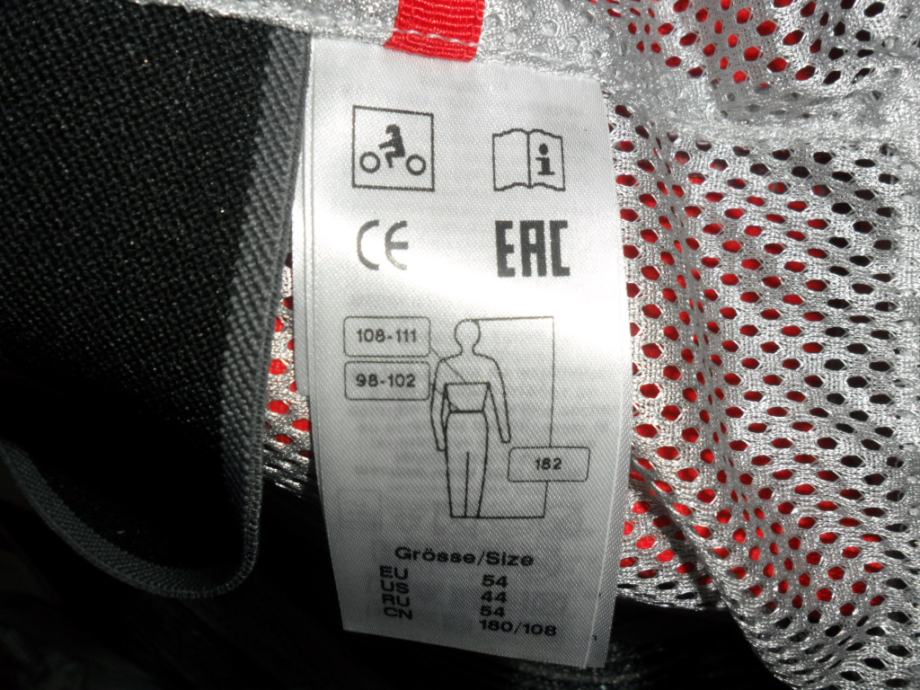 i
CE EAC
108-111
98-102
182
Grösse/Size
EU 54
US 44
RU 54
CN 180/108